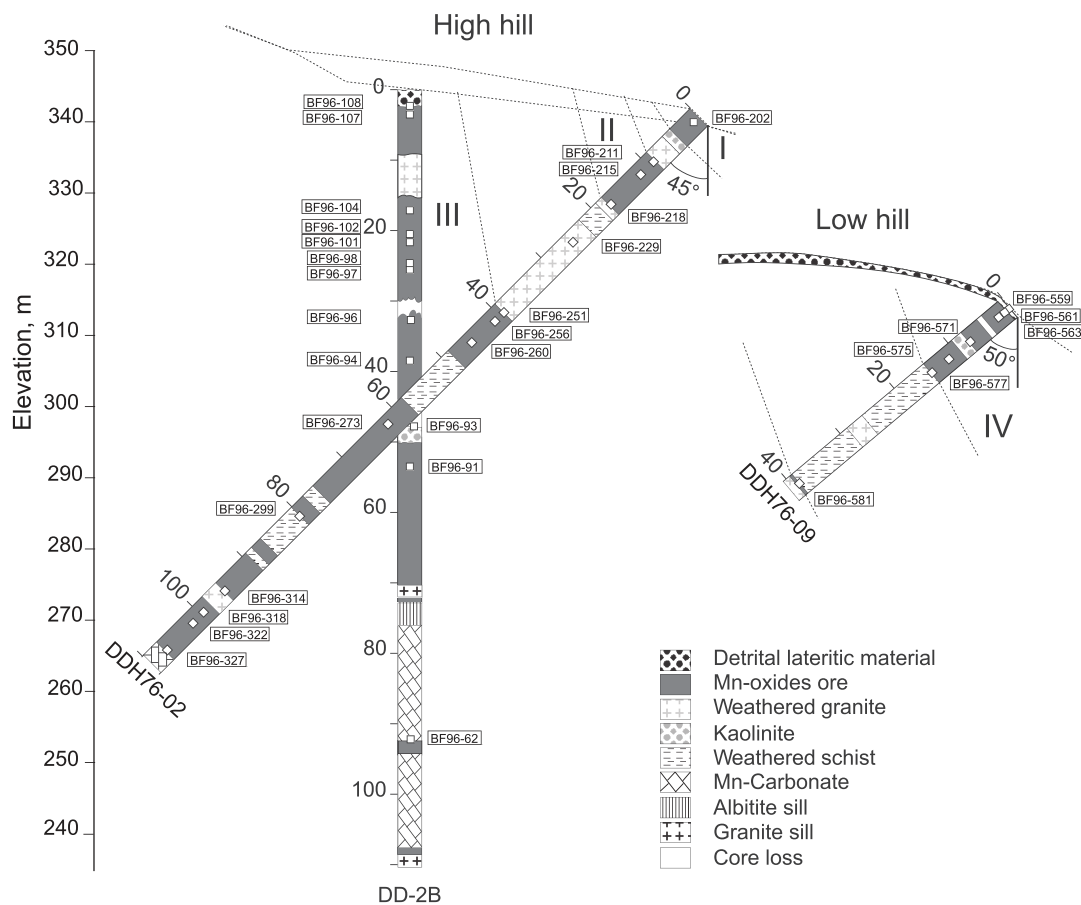 High hill
350
340
330
320
310
300
290
280
270
260
250
240
Elevation, m
0
20
40
60
80
100
BF96-108
BF96-107
BF96-104
BF96-102
BF96-101
BF96-98
BF96-97
BF96-96
BF96-94
BF96-93
BF96-91
BF96-62
DD-2B
III
II
I
0
20
40
60
80
100
45°
BF96-202
BF96-211
BF96-215
BF96-218
BF96-229
BF96-251
BF96-256
BF96-260
BF96-273
BF96-299
BF96-314
BF96-318
BF96-322
BF96-327
DDH76-02
Low hill
0
20
40
50°
BF96-559
BF96-561
BF96-563
BF96-571
BF96-575
BF96-577
BF96-581
IV
DDH76-09
Detrital lateritic material
Mn-oxides ore
Weathered granite
Kaolinite
Weathered schist
Mn-Carbonate
Albitite sill
Granite sill
Core loss